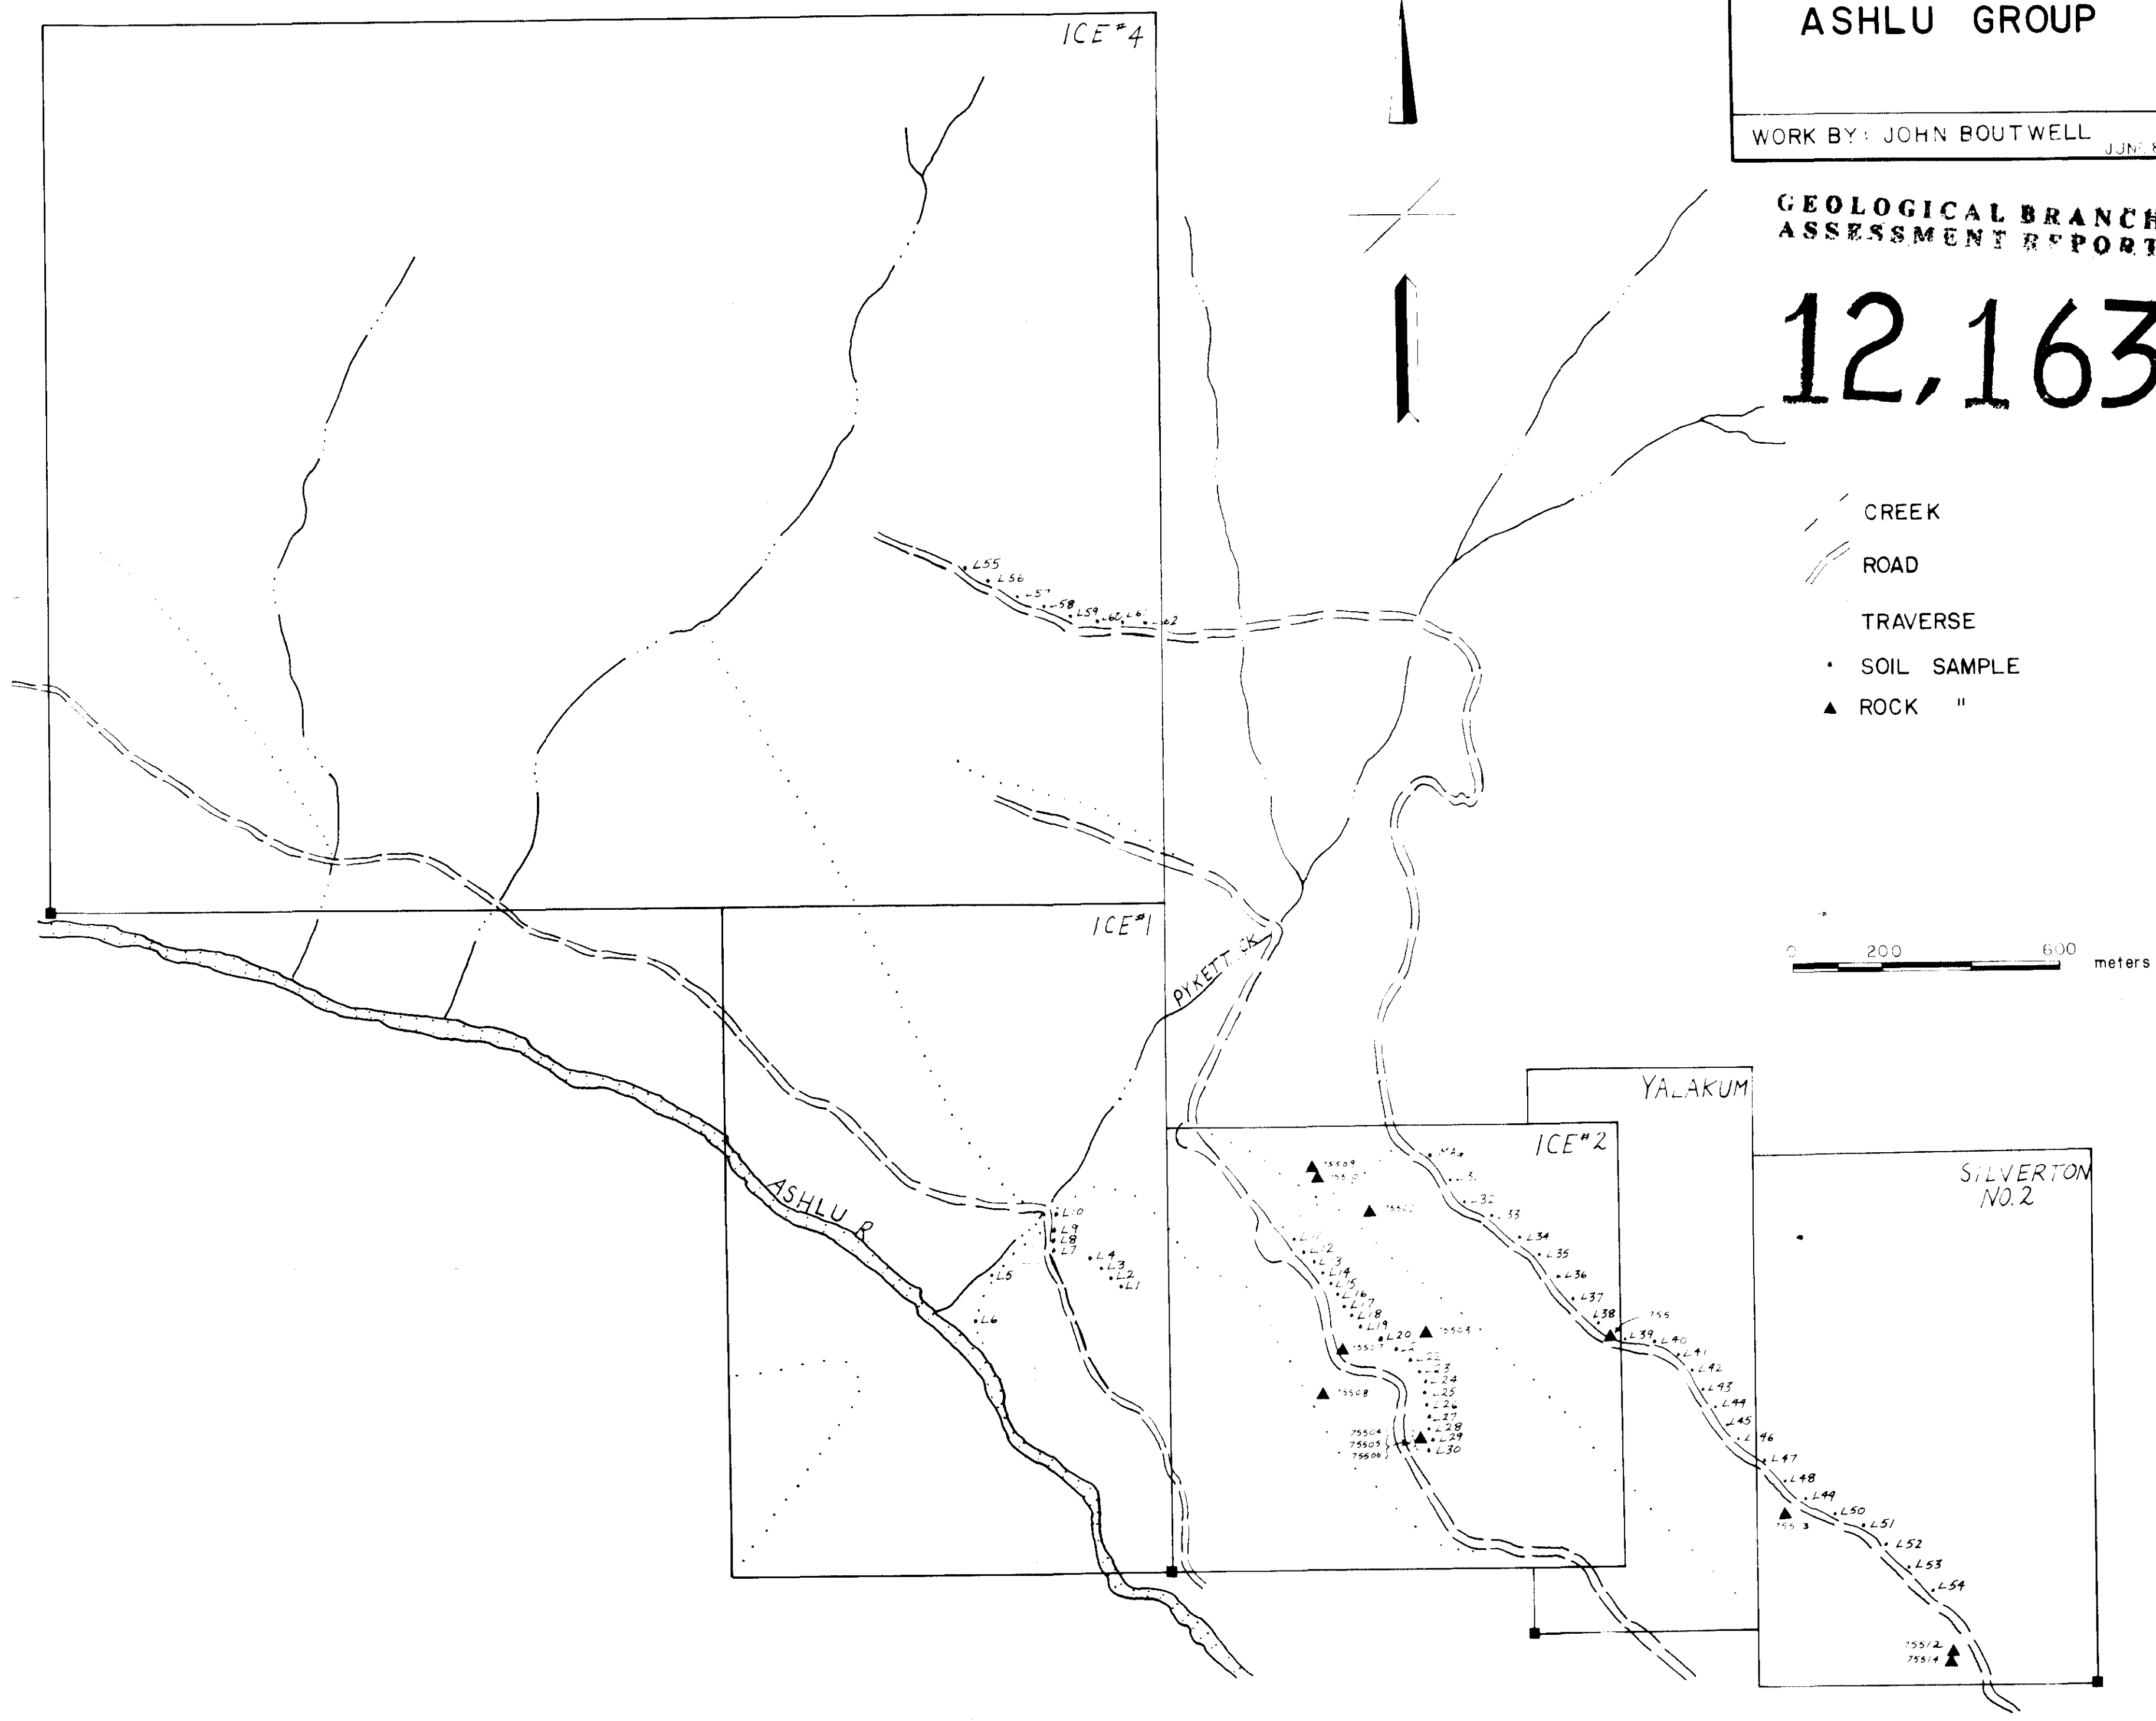 ASHLU GROUP
WORK BY: JOHN BOUTWELL
GEOLOGICAL BRANCH
ASSESSMENT REPORT
12,163
CREEK
ROAD
TRAVERSE
SOIL SAMPLE
ROCK "
0 200 600 meters
ICE #4
L55
L56
L59
ICE #1
PYKETT CK
ASHLU R
L10
L9
L8
L7
L4
L3
L2
L1
L5
L6
ICE #2
L12
L14
L15
L16
L17
L18
L19
L20
L22
L23
L24
L25
L26
L27
L28
L29
L30
75504
75505
75506
L34
L35
L36
L37
L38
L39
L40
L41
L42
L43
L44
L45
YALAKUM
SILVERTON
NO. 2
L47
L48
L49
L50
L51
L52
L53
L54
75512
75514